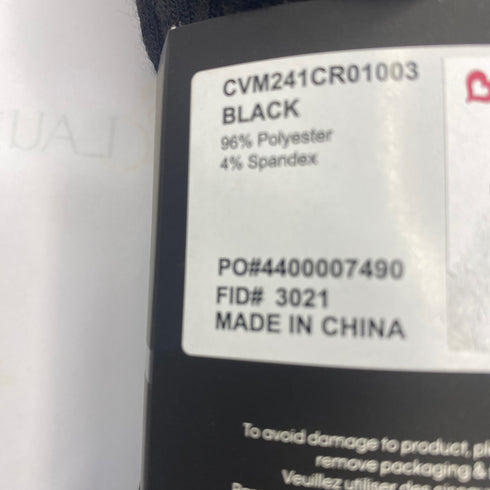 CVM241CR01003
BLACK
96% Polyester
4% Spandex
PO#4400007490
FID# 3021
MADE IN CHINA
To avoid damage to product, pl
remove packaging &
Veuillez utiliser des